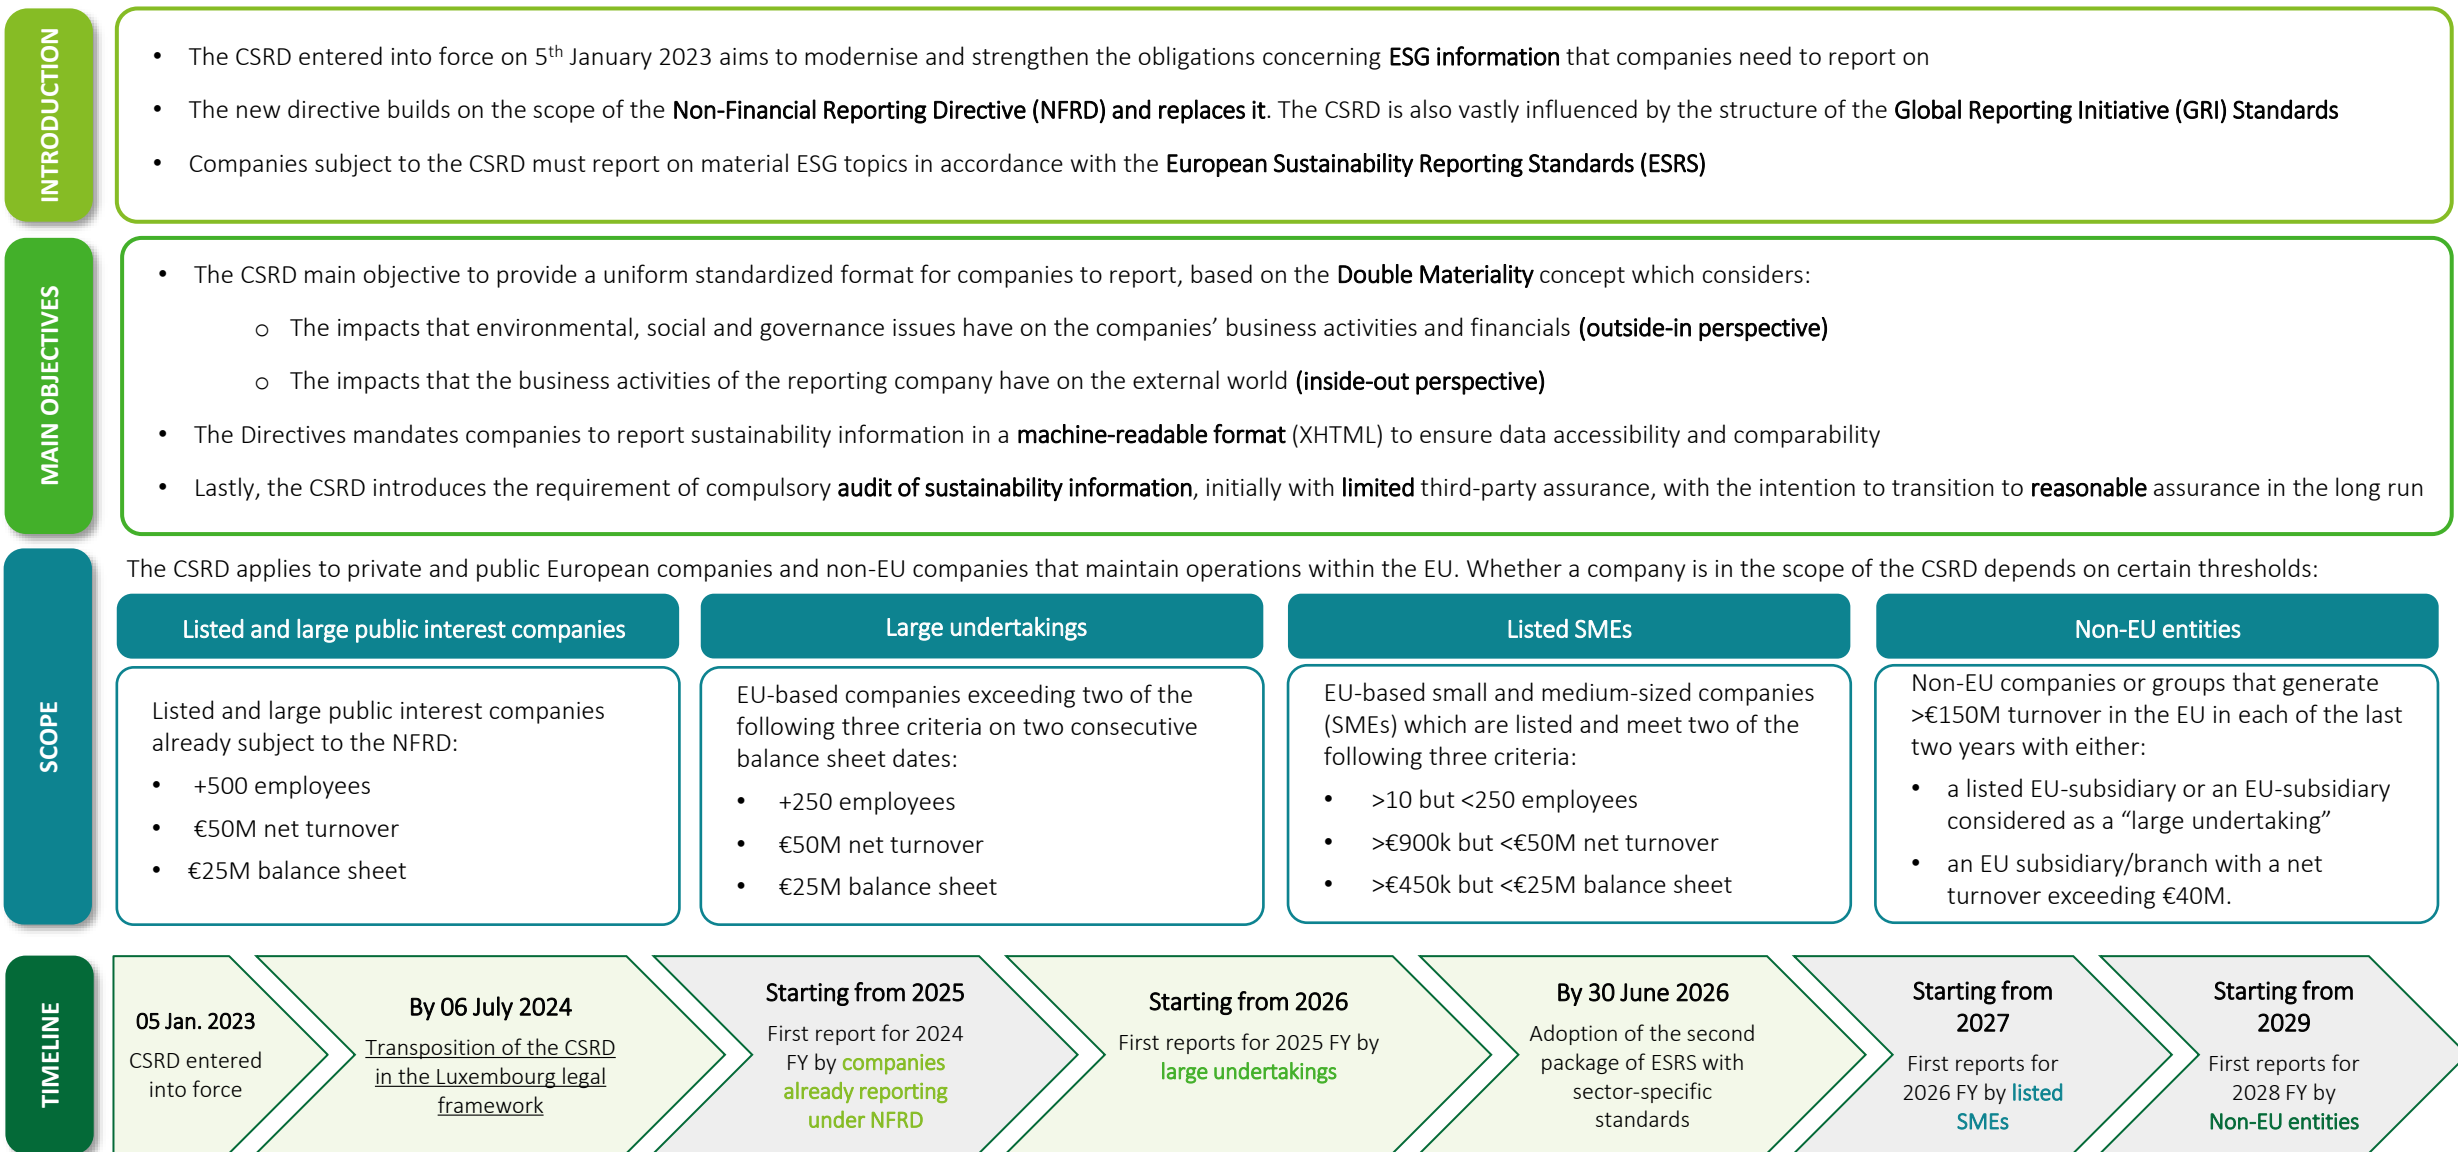 INTRODUCTION
• The CSRD entered into force on 5th January 2023 aims to modernise and strengthen the obligations concerning ESG information that companies need to report on
• The new directive builds on the scope of the Non-Financial Reporting Directive (NFRD) and replaces it. The CSRD is also vastly influenced by the structure of the Global Reporting Initiative (GRI) Standards
• Companies subject to the CSRD must report on material ESG topics in accordance with the European Sustainability Reporting Standards (ESRS)
MAIN OBJECTIVES
• The CSRD main objective to provide a uniform standardized format for companies to report, based on the Double Materiality concept which considers:
o The impacts that environmental, social and governance issues have on the companies’ business activities and financials (outside-in perspective)
o The impacts that the business activities of the reporting company have on the external world (inside-out perspective)
• The Directives mandates companies to report sustainability information in a machine-readable format (XHTML) to ensure data accessibility and comparability
• Lastly, the CSRD introduces the requirement of compulsory audit of sustainability information, initially with limited third-party assurance, with the intention to transition to reasonable assurance in the long run
SCOPE
The CSRD applies to private and public European companies and non-EU companies that maintain operations within the EU. Whether a company is in the scope of the CSRD depends on certain thresholds:
Listed and large public interest companies
Listed and large public interest companies
already subject to the NFRD:
• +500 employees
• €50M net turnover
• €25M balance sheet
Large undertakings
EU-based companies exceeding two of the
following three criteria on two consecutive
balance sheet dates:
• +250 employees
• €50M net turnover
• €25M balance sheet
Listed SMEs
EU-based small and medium-sized companies
(SMEs) which are listed and meet two of the
following three criteria:
• >10 but <250 employees
• >€900k but <€50M net turnover
• >€450k but <€25M balance sheet
Non-EU entities
Non-EU companies or groups that generate
>€150M turnover in the EU in each of the last
two years with either:
• a listed EU-subsidiary or an EU-subsidiary
considered as a “large undertaking”
• an EU subsidiary/branch with a net
turnover exceeding €40M.
TIMELINE
05 Jan. 2023
CSRD entered
into force
By 06 July 2024
Transposition of the CSRD
in the Luxembourg legal
framework
Starting from 2025
First report for 2024
FY by companies
already reporting
under NFRD
Starting from 2026
First reports for 2025 FY by
large undertakings
By 30 June 2026
Adoption of the second
package of ESRS with
sector-specific
standards
Starting from
2027
First reports for
2026 FY by listed
SMEs
Starting from
2029
First reports for
2028 FY by
Non-EU entities